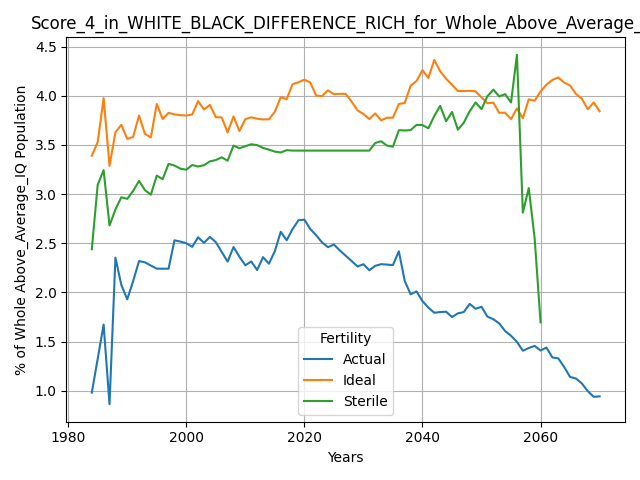 Score_4_in_WHITE_BLACK_DIFFERENCE_RICH_for_Whole_Above_Average_
% of Whole Above_Average_IQ Population
4.5
4.0
3.5
3.0
2.5
2.0
1.5
1.0
Fertility
Actual
Ideal
Sterile
1980
2000
2020
2040
2060
Years